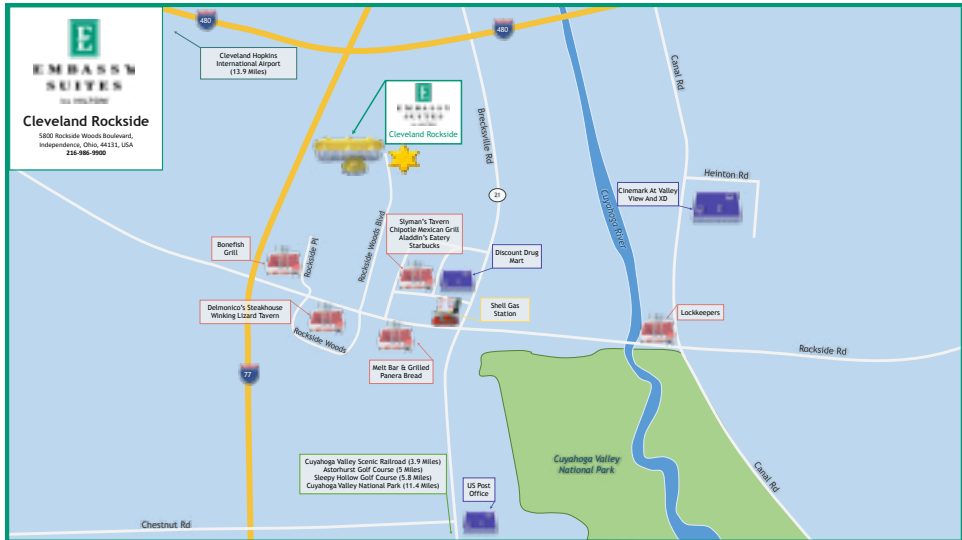 480
480
EMBASSY
SUITES
by HILTON
Cleveland Rockside
5800 Rockside Woods Boulevard,
Independence, Ohio, 44131, USA
216-986-9900
Cleveland Hopkins
International Airport
(13.9 Miles)
EMBASSY
SUITES
Cleveland Rockside
Brecksville Rd
Canal Rd
21
Heinton Rd
Cinemark At Valley
View And XD
Cuyahoga River
Bonefish
Grill
Rockside Pl
Rockside Woods Blvd
Slyman's Tavern
Chipotle Mexican Grill
Aladdin's Eatery
Starbucks
Discount Drug
Mart
Delmonico's Steakhouse
Winking Lizard Tavern
Rockside Woods
Shell Gas
Station
Lockkeepers
Rockside Rd
Melt Bar & Grilled
Panera Bread
77
Cuyahoga Valley
National Park
Cuyahoga Valley Scenic Railroad (3.9 Miles)
Astorhurst Golf Course (5 Miles)
Sleepy Hollow Golf Course (5.8 Miles)
Cuyahoga Valley National Park (11.4 Miles)
US Post
Office
Canal Rd
Chestnut Rd